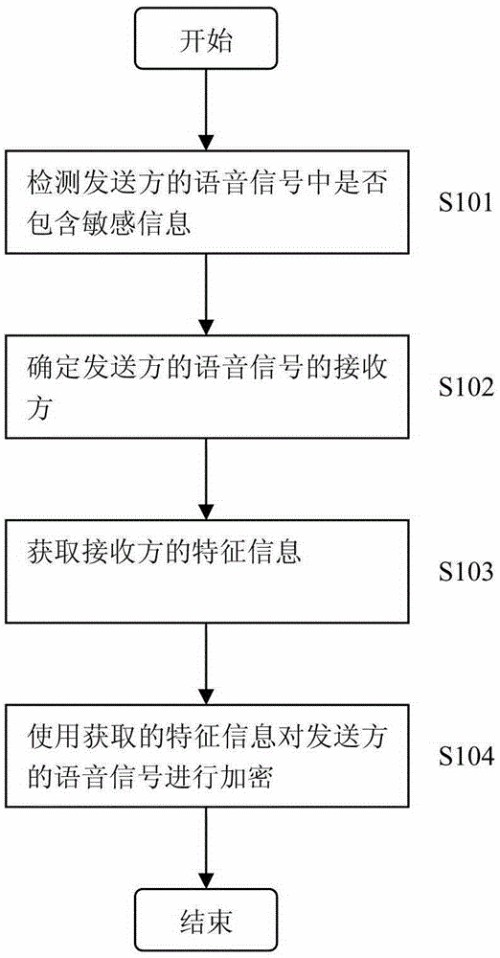 开始
检测发送方的语音信号中是否
包含敏感信息
S101
确定发送方的语音信号的接收
方
S102
获取接收方的特征信息
S103
使用获取的特征信息对发送方
的语音信号进行加密
S104
结束